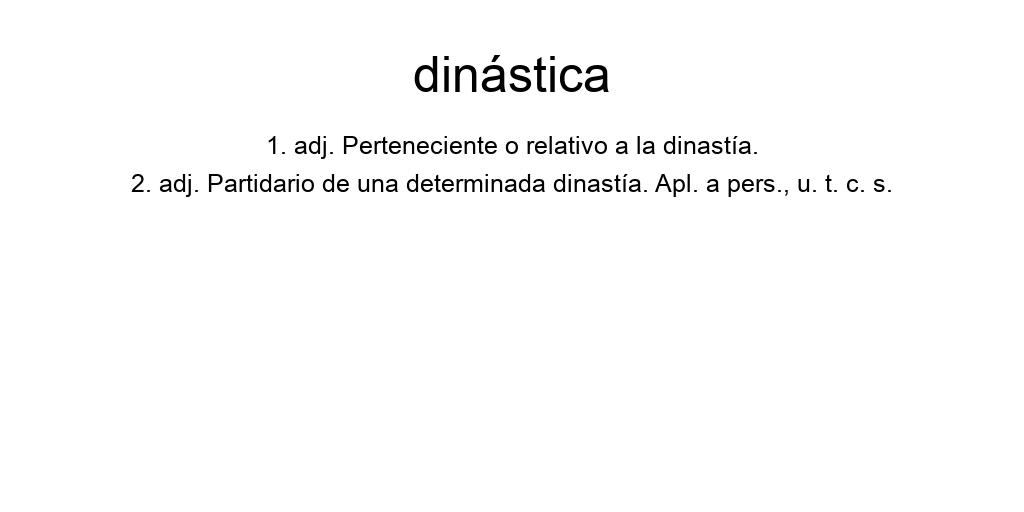 dinástica
1. adj. Perteneciente o relativo a la dinastía.
2. adj. Partidario de una determinada dinastía. Apl. a pers., u. t. c. s.